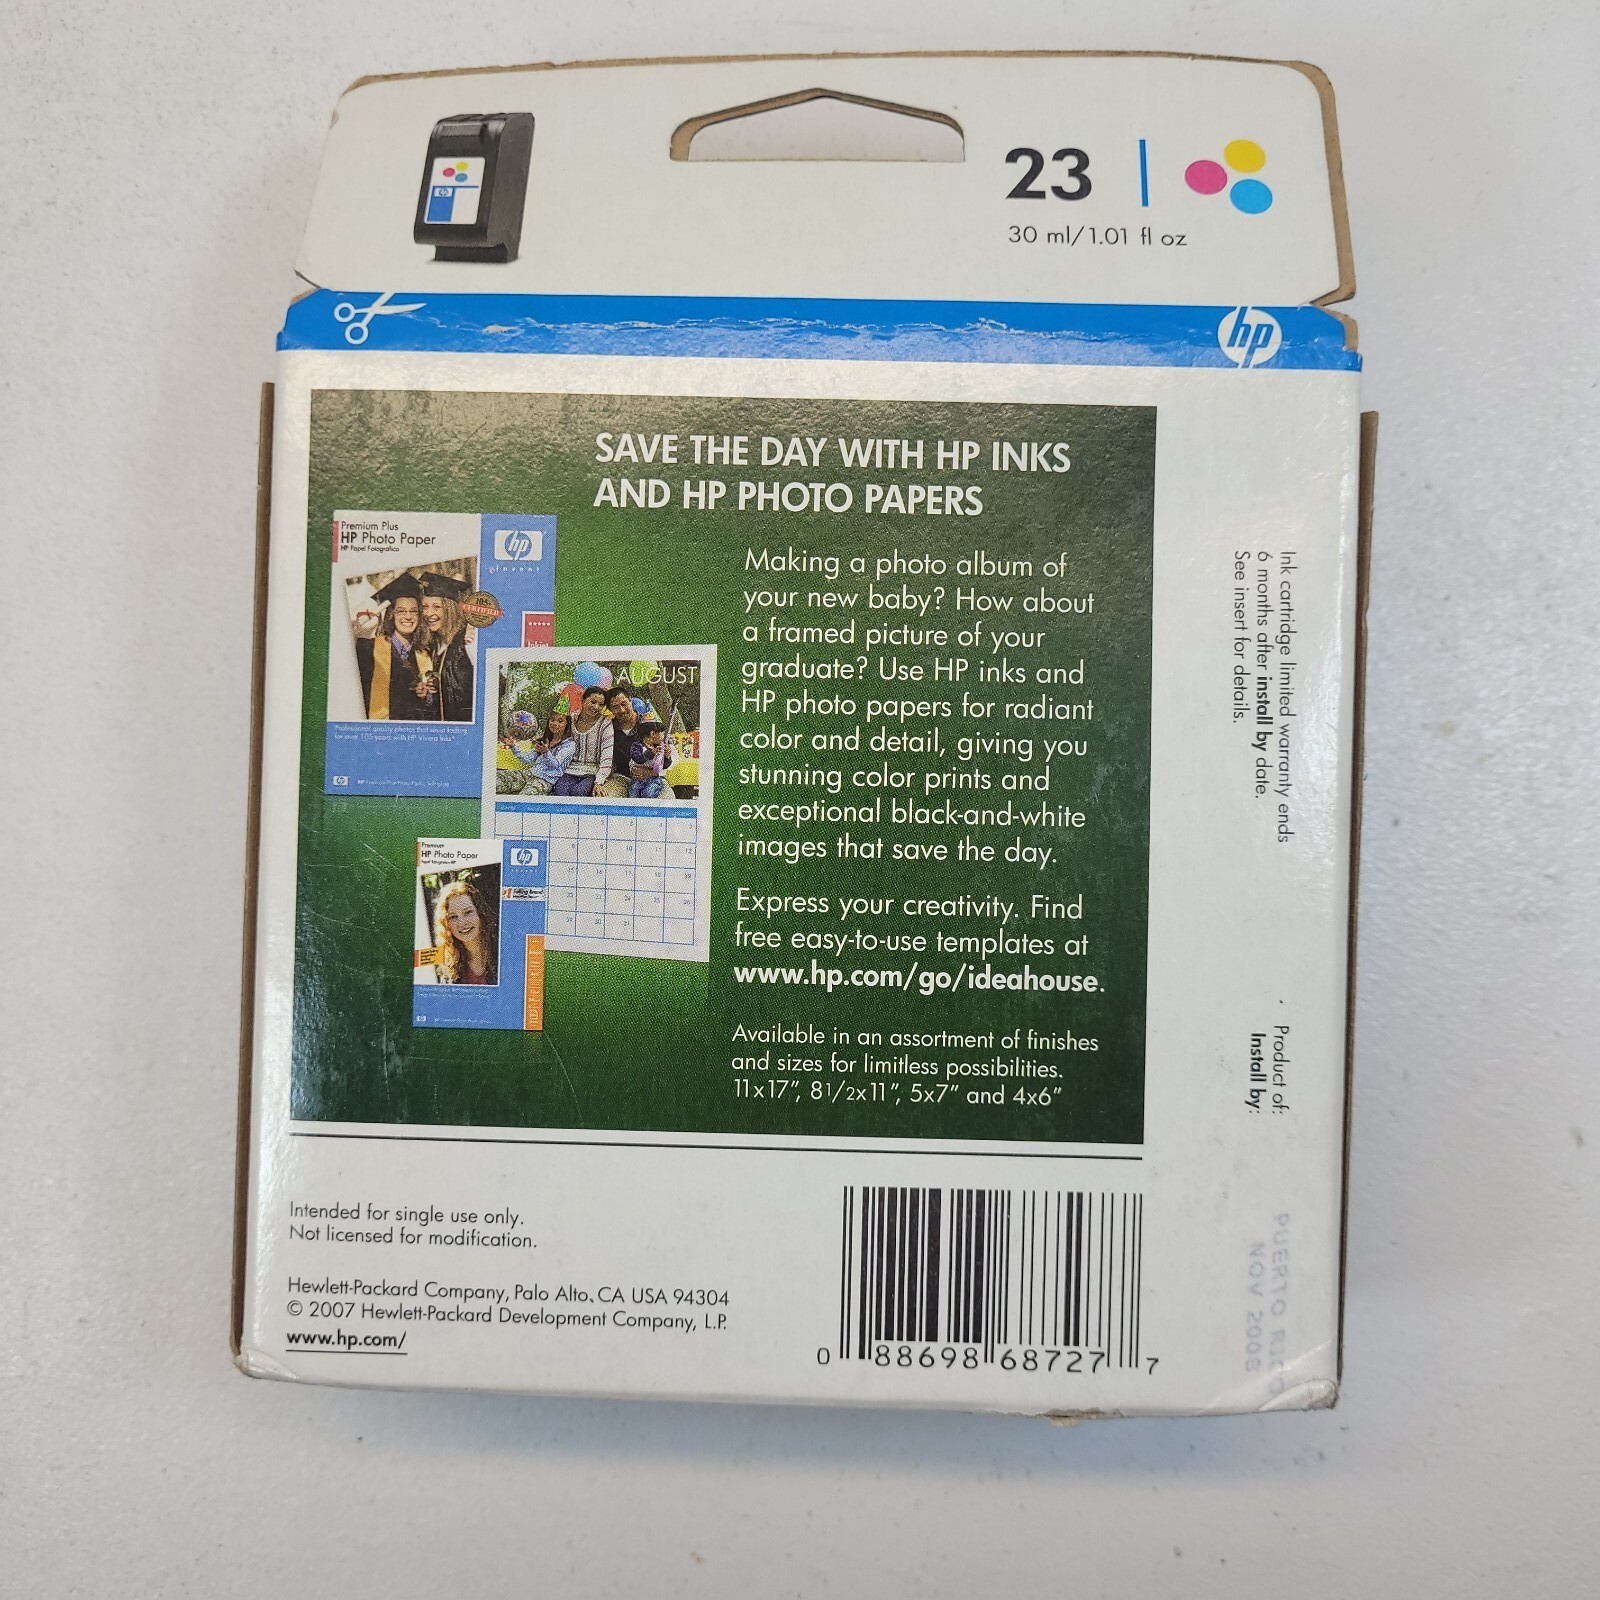 23
30 ml/1.01 fl oz
hp
SAVE THE DAY WITH HP INKS
AND HP PHOTO PAPERS
Premium Plus
HP Photo Paper
HP Papel Fotográfico
hp
invent
AUGUST
Premium
HP Photo Paper
hp
Making a photo album of
your new baby? How about
a framed picture of your
graduate? Use HP inks and
HP photo papers for radiant
color and detail, giving you
stunning color prints and
exceptional black-and-white
images that save the day.
Express your creativity. Find
free easy-to-use templates at
www.hp.com/go/ideahouse.
Available in an assortment of finishes
and sizes for limitless possibilities.
11x17", 81/2x11", 5x7" and 4x6"
Ink cartridge limited warranty ends
6 months after install by date.
See insert for details.
Product of:
Install by:
PUERTO RICO
NOV 2008
Intended for single use only.
Not licensed for modification.
Hewlett-Packard Company, Palo Alto, CA USA 94304
© 2007 Hewlett-Packard Development Company, L.P.
www.hp.com/
0 88698 68727 7